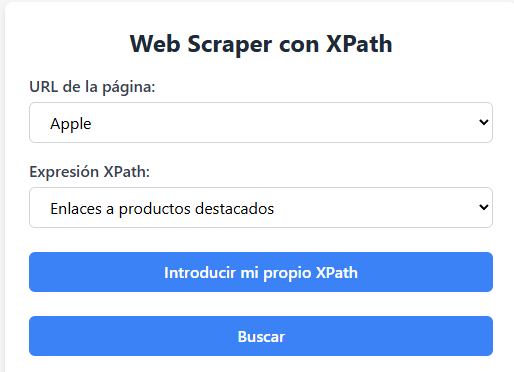 Web Scraper con XPath
URL de la página:
Apple
Expresión XPath:
Enlaces a productos destacados
Introducir mi propio XPath
Buscar